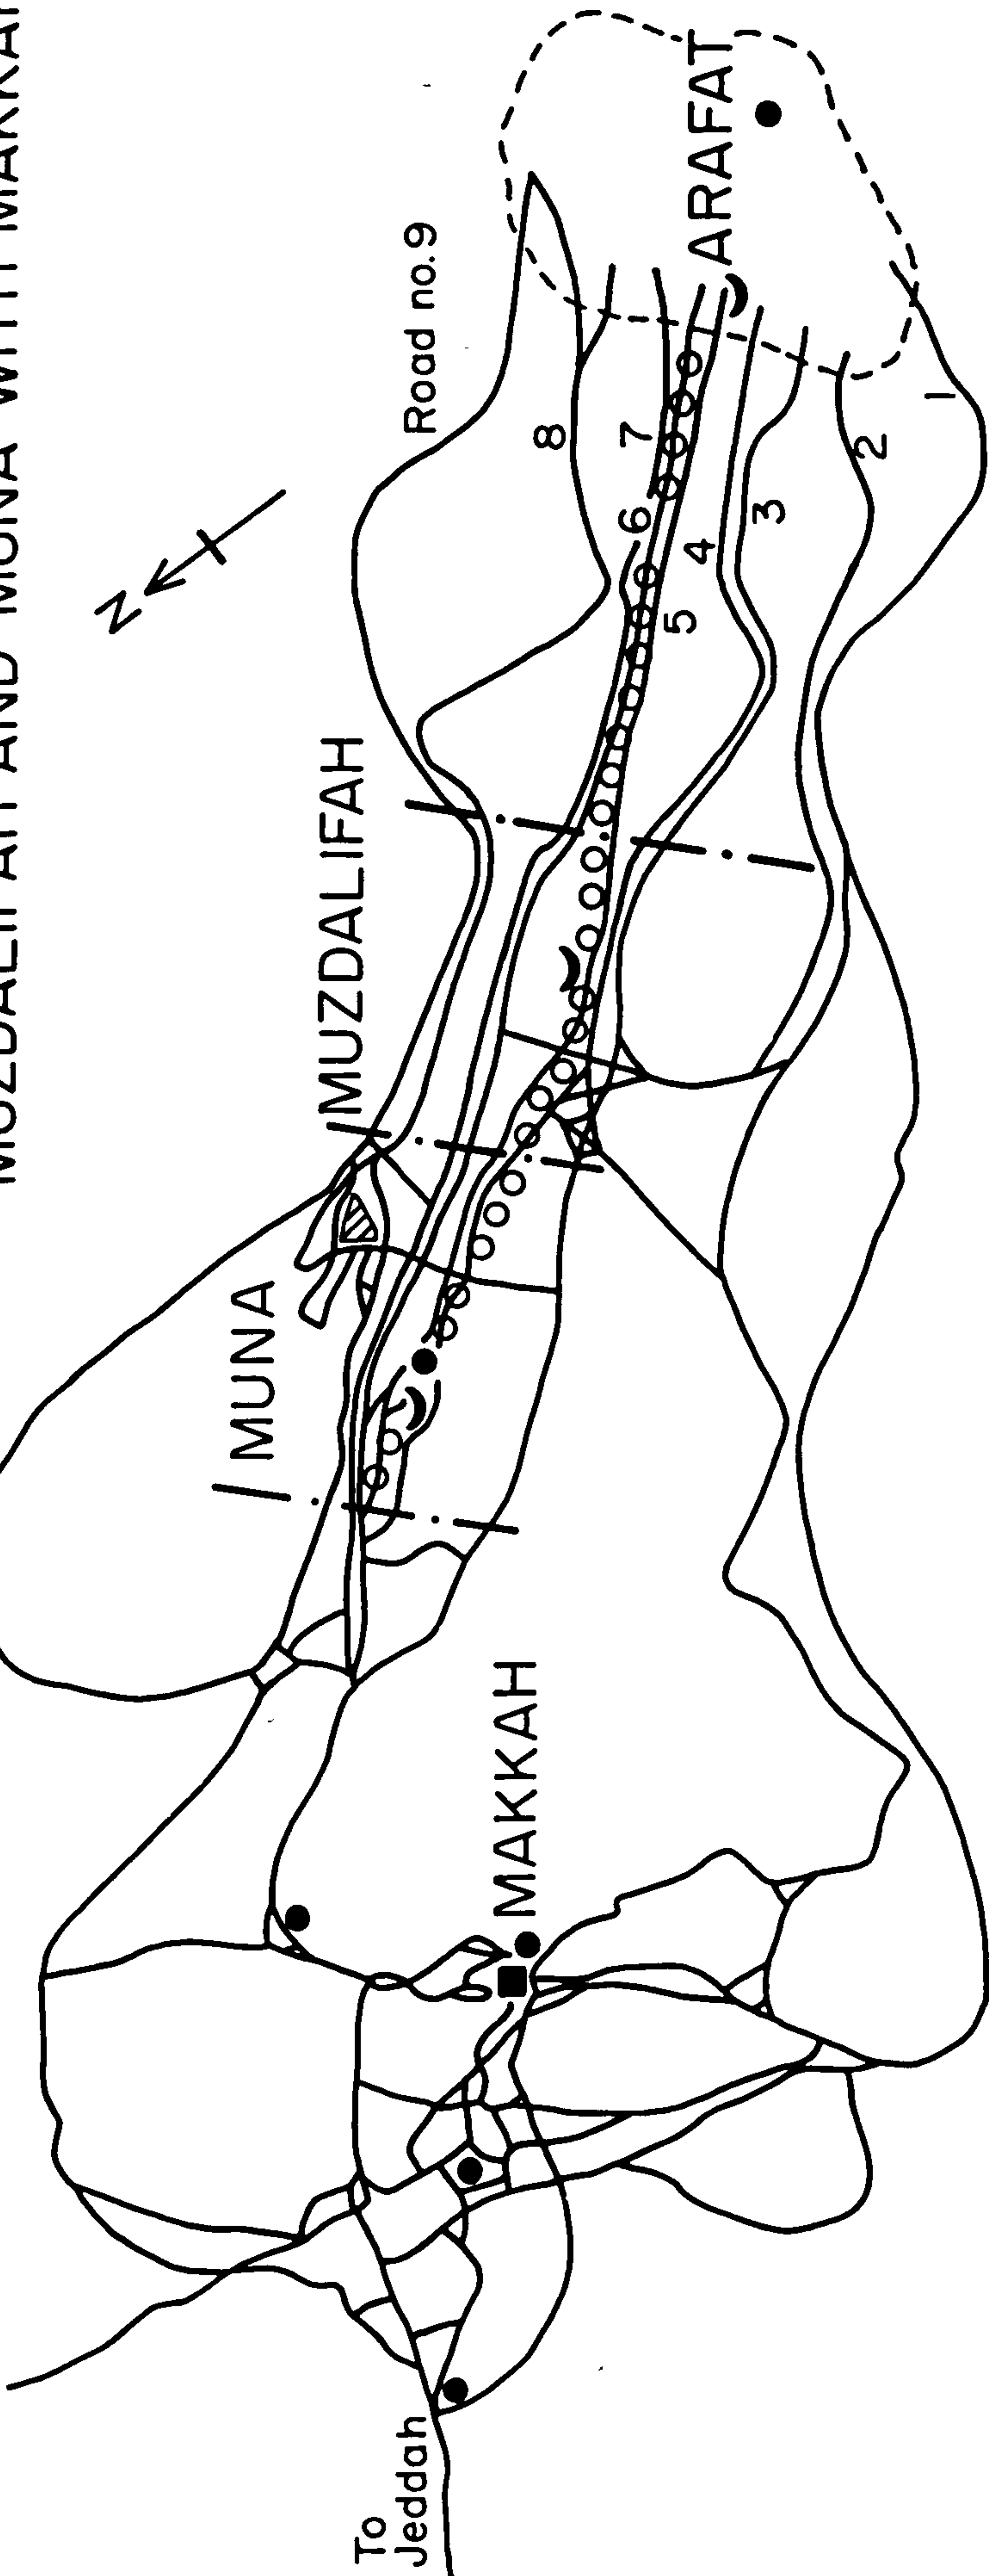 MUZDALIFAH AND MUNA WITH MAKKAH
Road no.9
ARAFAT
8
7
6
5
4
3
2
1
N
MUZDALIFAH
MUNA
MAKKAH
To
Jeddah